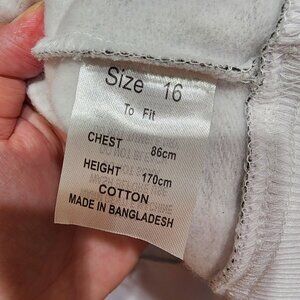 Size 16
To Fit
CHEST 86cm
HEIGHT 170cm
COTTON
MADE IN BANGLADESH